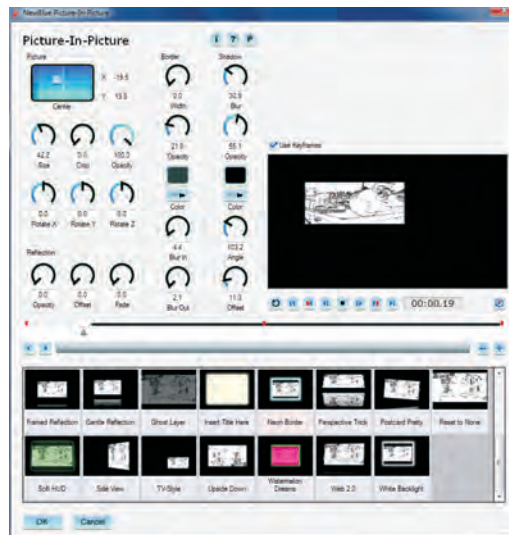 NewBlue Picture-In-Picture
Picture-In-Picture
i ? P
Picture
Border
Shadow
X -19.5
Y 13.5
Center
0.0
Width
30.9
Blur
42.2
Size
0.0
Crop
100.0
Opacity
21.8
Opacity
55.1
Opacity
Use Keyframes
Color
Color
0.0
Rotate X
0.0
Rotate Y
0.0
Rotate Z
4.4
Blur In
103.2
Angle
Reflection
0.0
Opacity
0.0
Offset
0.0
Fade
2.1
Blur Out
11.3
Offset
00:00.19
Framed Reflection
Gentle Reflection
Ghost Layer
Insert Title Here
Neon Border
Perspective Trick
Postcard Pretty
Reset to None
Soft HUD
Side View
TV-Style
Upside Down
Watermelon
Dreams
Web 2.0
White Backlight
OK
Cancel